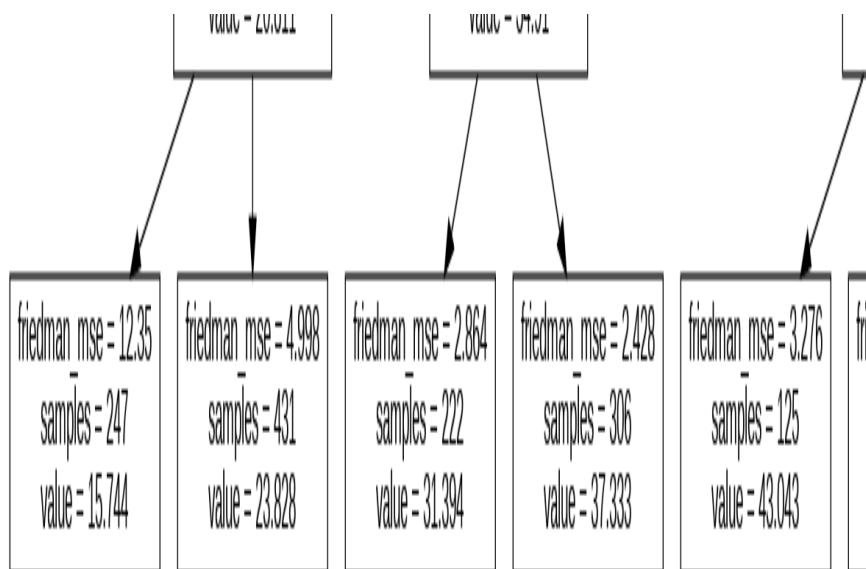 value = value =
friedman_mse = 12.35 friedman_mse = 4.998 friedman_mse = 2.864 friedman_mse = 2.428 friedman_mse = 3.276
samples = 247 samples = 431 samples = 222 samples = 306 samples = 125
value = 15.744 value = 23.828 value = 31.394 value = 37.333 value = 43.043